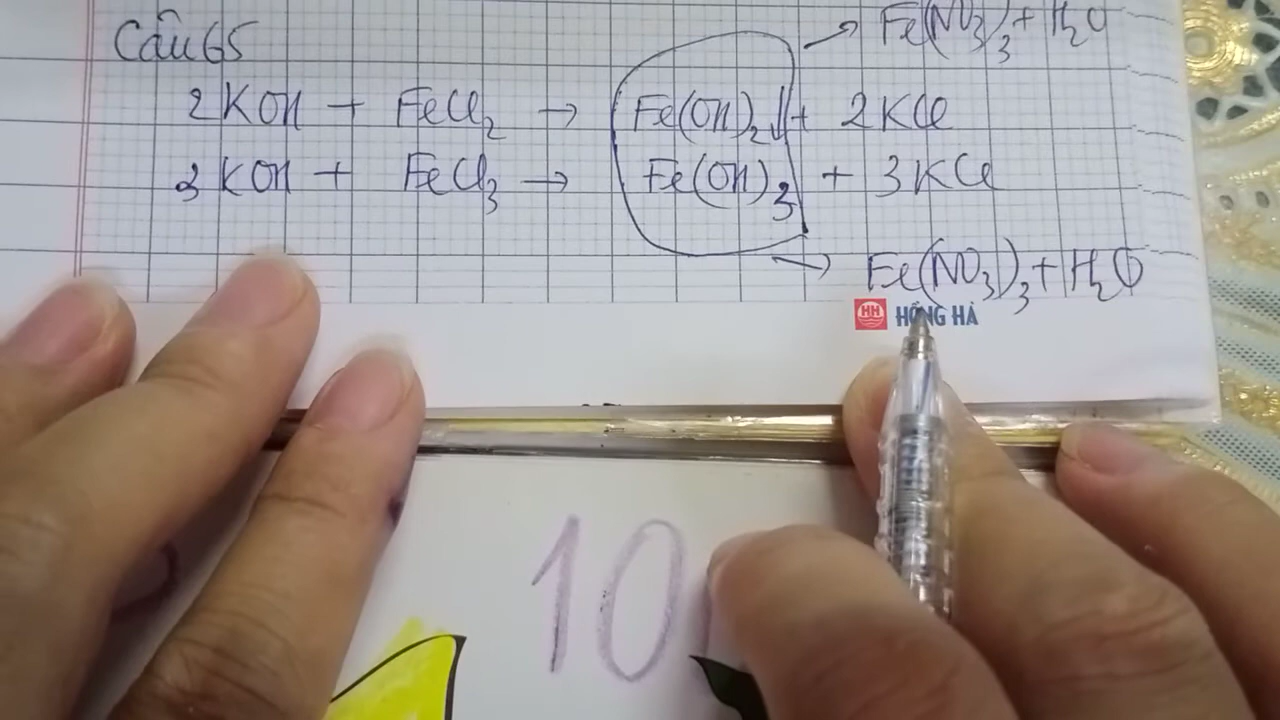 → Fe(NO₃)₃ + H₂O
Câu 65
2KOH + FeCl₂ → Fe(OH)₂↓ + 2KCl
3KOH + FeCl₃ → Fe(OH)₃ + 3KCl
→ Fe(NO₃)₃ + H₂O
HH HỒNG HÀ
10